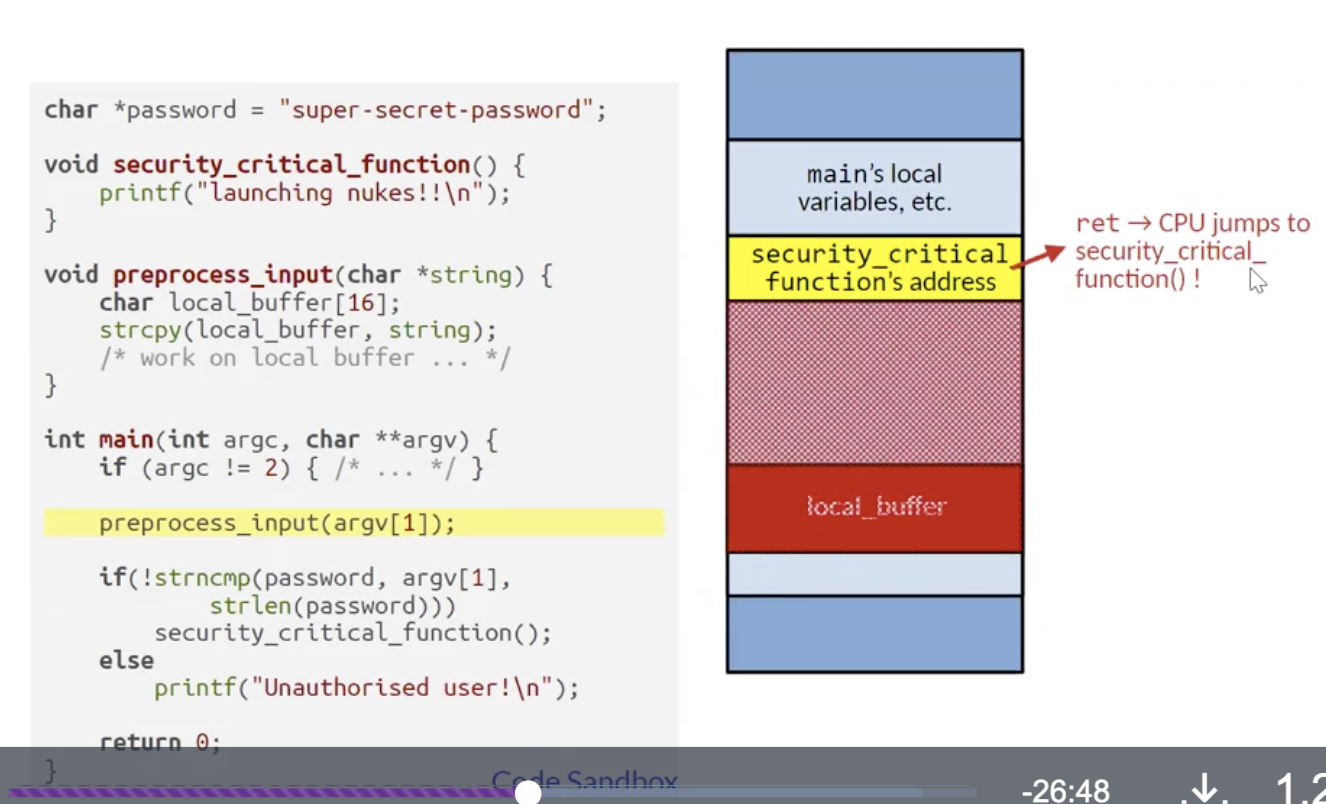 char *password = "super-secret-password";
void security_critical_function() {
printf("launching nukes!!\n");
}
void preprocess_input(char *string) {
char local_buffer[16];
strcpy(local_buffer, string);
/* work on local buffer ... */
}
int main(int argc, char **argv) {
if (argc != 2) { /* ... */ }
preprocess_input(argv[1]);
if(!strncmp(password, argv[1],
strlen(password)))
security_critical_function();
else
printf("Unauthorised user!\n");
return 0;
}
Code Sandbox
main's local
variables, etc.
security_critical
function's address
local_buffer
ret → CPU jumps to
security_critical_
function() !
-26:48
1.2